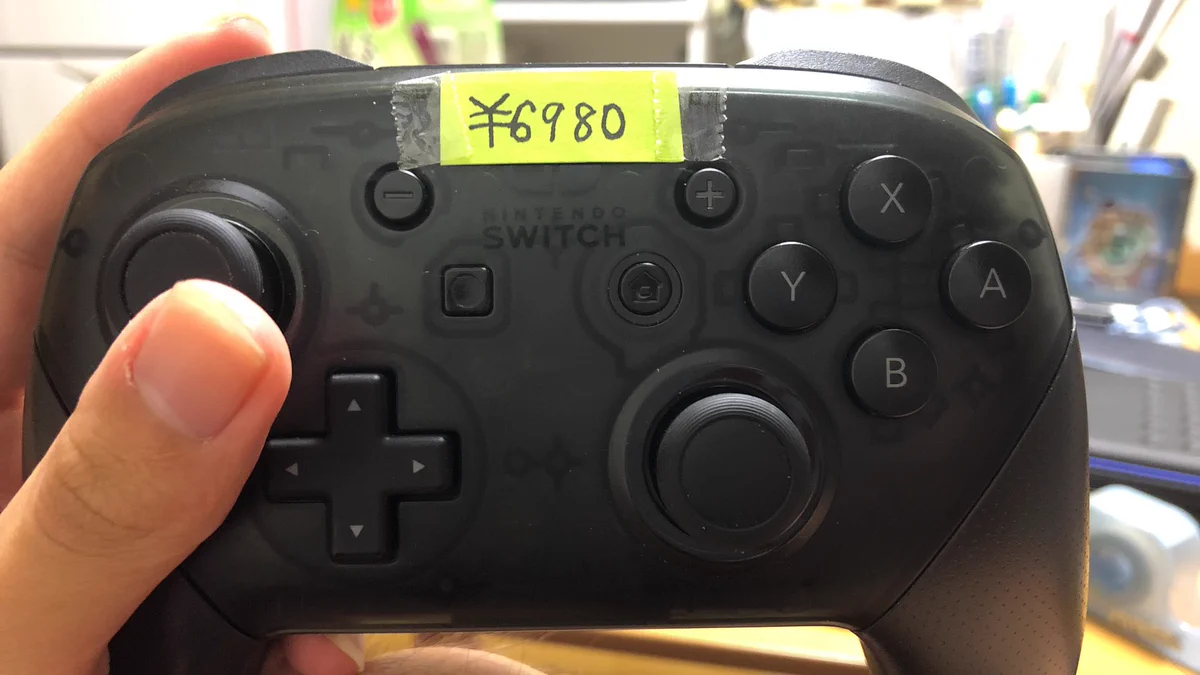 ¥6980
NINTENDO
SWITCH
X
Y
A
B